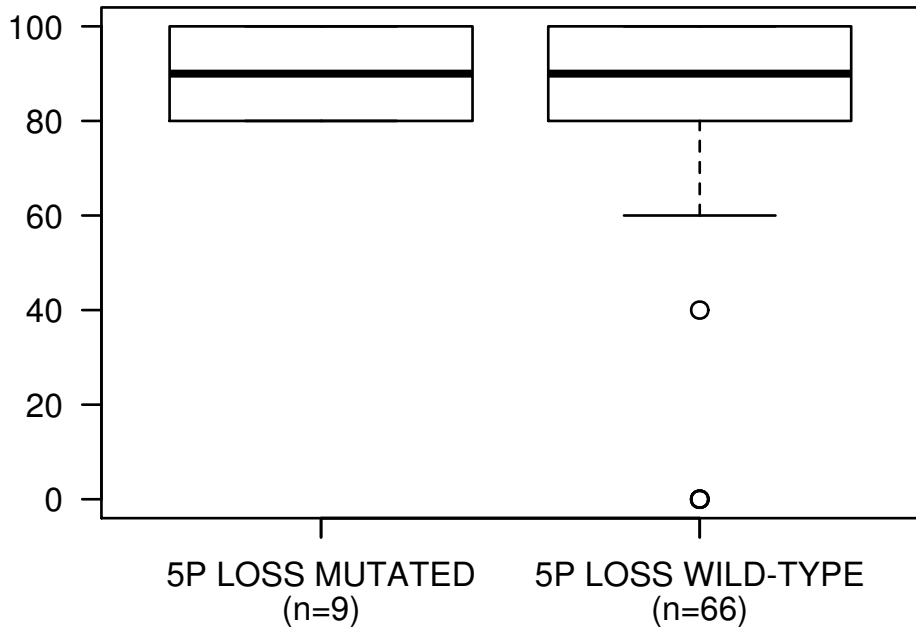 100
80
60
40
20
0
5P LOSS MUTATED
(n=9)
5P LOSS WILD-TYPE
(n=66)